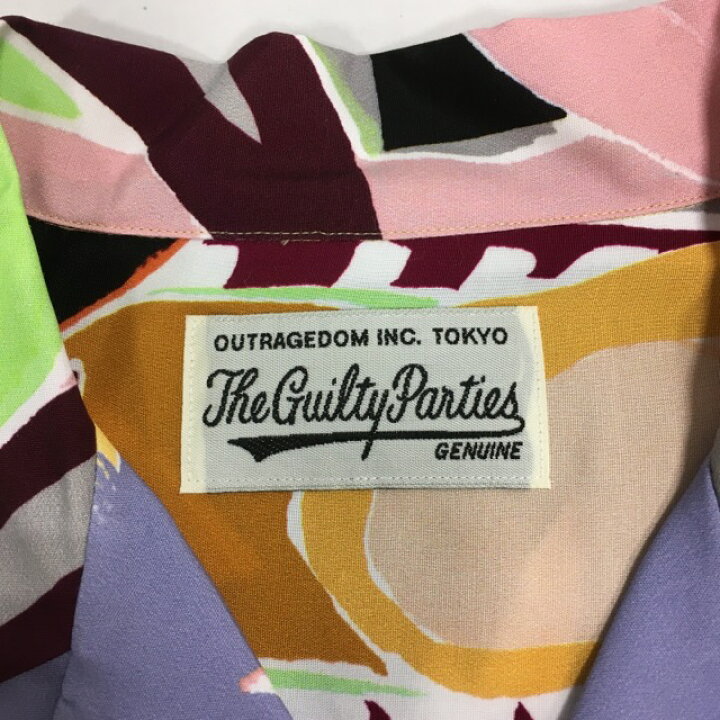 OUTRAGEDOM INC. TOKYO
The Guilty Parties
GENUINE